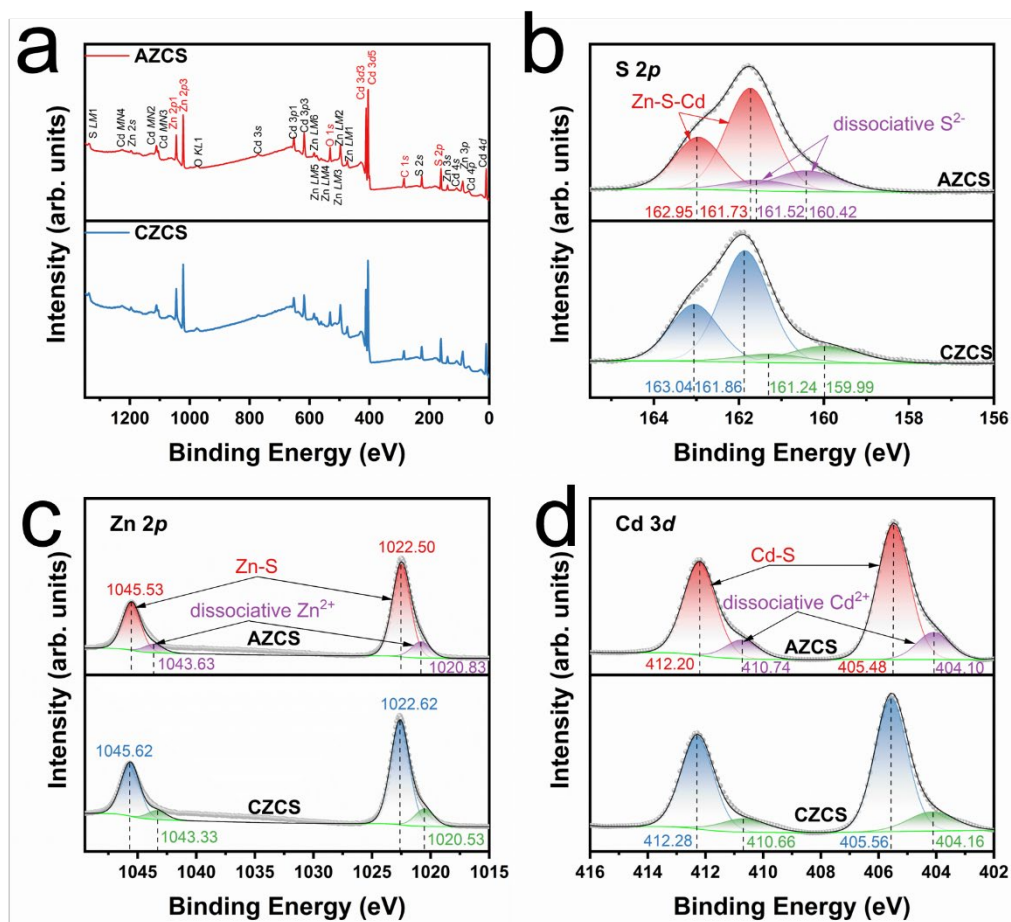 a
AZCS
S LM1
Cd MN4
Zn 2s
Cd MN2
Cd MN3
Zn 2p1
Zn 2p3
O KL1
Cd 3s
Cd 3p1
Cd 3p3
Zn LM6
Zn LM5
Zn LM4
O 1s
Zn LM3
Zn LM2
Zn LM1
Cd 3d3
Cd 3d5
C 1s
S 2s
S 2p
Zn 3s
Cd 4s
Zn 3p
Cd 4p
Cd 4d
CZCS
Intensity (arb. units)
1200 1000 800 600 400 200 0
Binding Energy (eV)
b
S 2p
Zn-S-Cd
dissociative S²⁻
AZCS
162.95 161.73 161.52 160.42
CZCS
163.04 161.86 161.24 159.99
Intensity (arb. units)
164 162 160 158 156
Binding Energy (eV)
c
Zn 2p
1022.50
Zn-S
1045.53
dissociative Zn²⁺
AZCS
1043.63 1020.83
1022.62
1045.62
CZCS
1043.33 1020.53
Intensity (arb. units)
1045 1040 1035 1030 1025 1020 1015
Binding Energy (eV)
d
Cd 3d
Cd-S
dissociative Cd²⁺
AZCS
412.20 410.74 405.48 404.10
CZCS
412.28 410.66 405.56 404.16
Intensity (arb. units)
416 414 412 410 408 406 404 402
Binding Energy (eV)